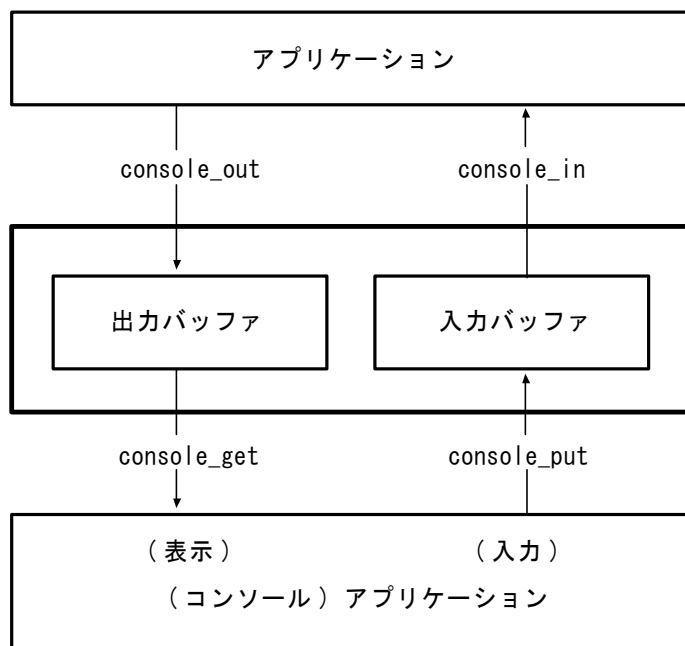 アプリケーション
console_out
console_in
出力バッファ
入力バッファ
console_get
console_put
(表示)
(入力)
(コンソール)アプリケーション